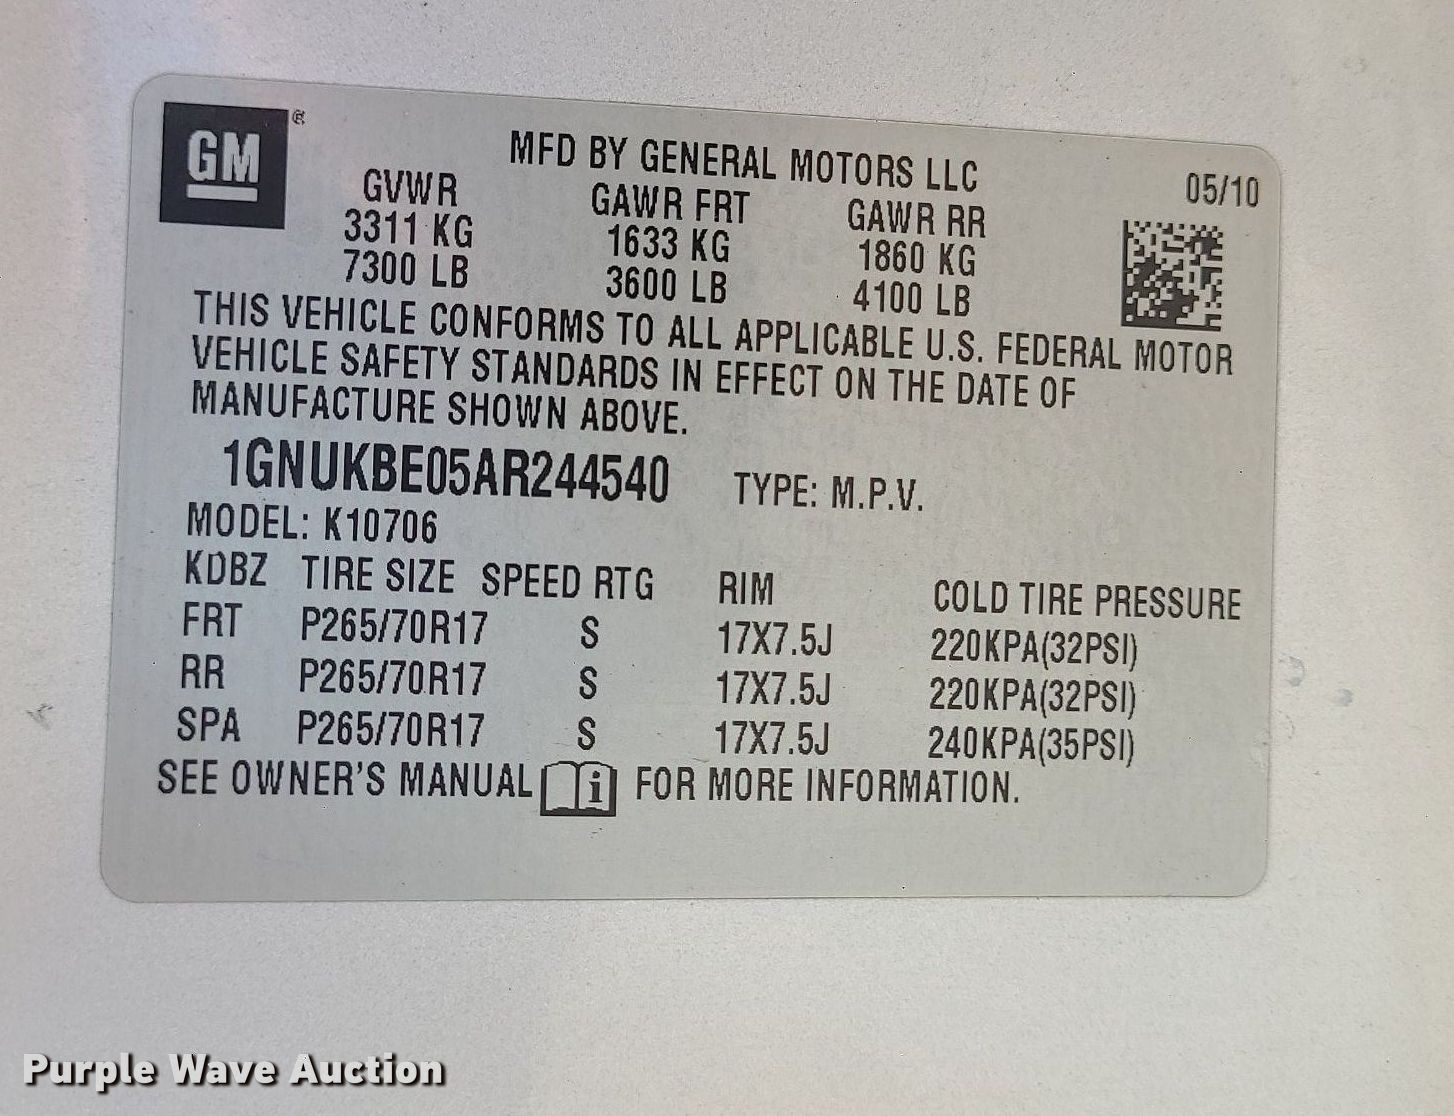 GM®
MFD BY GENERAL MOTORS LLC 05/10
GVWR GAWR FRT GAWR RR
3311 KG 1633 KG 1860 KG
7300 LB 3600 LB 4100 LB
THIS VEHICLE CONFORMS TO ALL APPLICABLE U.S. FEDERAL MOTOR
VEHICLE SAFETY STANDARDS IN EFFECT ON THE DATE OF
MANUFACTURE SHOWN ABOVE.
1GNUKBE05AR244540 TYPE: M.P.V.
MODEL: K10706
KDBZ TIRE SIZE SPEED RTG RIM COLD TIRE PRESSURE
FRT P265/70R17 S 17X7.5J 220KPA(32PSI)
RR P265/70R17 S 17X7.5J 220KPA(32PSI)
SPA P265/70R17 S 17X7.5J 240KPA(35PSI)
SEE OWNER'S MANUAL i FOR MORE INFORMATION.
Purple Wave Auction